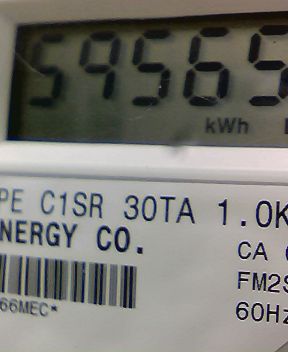 59565
kWh
PE C1SR 30TA 1.0K
NERGY CO.
CA
FM2S
60Hz
66MEC*